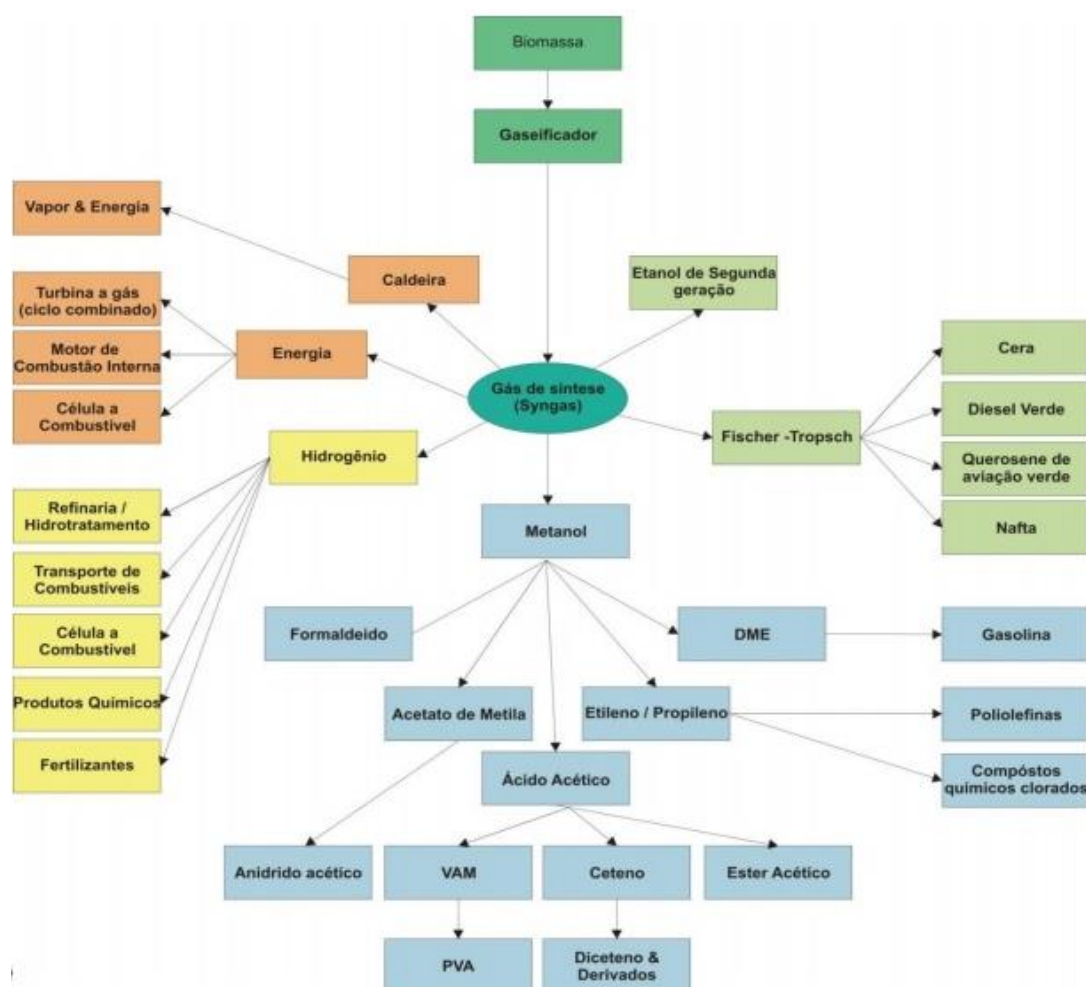 Biomassa
Gaseificador
Vapor & Energia
Caldeira
Etanol de Segunda
geração
Turbina a gás
(ciclo combinado)
Motor de
Combustão Interna
Célula a
Combustível
Energia
Gás de sintese
(Syngas)
Fischer -Tropsch
Cera
Diesel Verde
Querosene de
aviação verde
Nafta
Hidrogênio
Refinaria /
Hidrotratamento
Transporte de
Combustíveis
Célula a
Combustível
Produtos Químicos
Fertilizantes
Metanol
Formaldeido
DME
Gasolina
Acetato de Metila
Etileno / Propileno
Poliolefinas
Compóstos
químicos clorados
Ácido Acético
Anidrido acético
VAM
Ceteno
Ester Acético
PVA
Diceteno &
Derivados